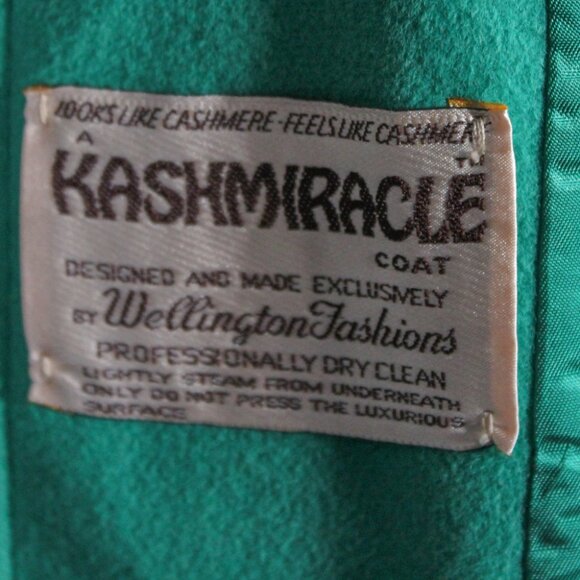 LOOKS LIKE CASHMERE-FEELS LIKE CASHMERE
A
KASHMIRACLE
COAT
DESIGNED AND MADE EXCLUSIVELY
BY Wellington Fashions
PROFESSIONALLY DRY CLEAN
LIGHTLY STEAM FROM UNDERNEATH
ONLY DO NOT PRESS THE LUXURIOUS
SURFACE